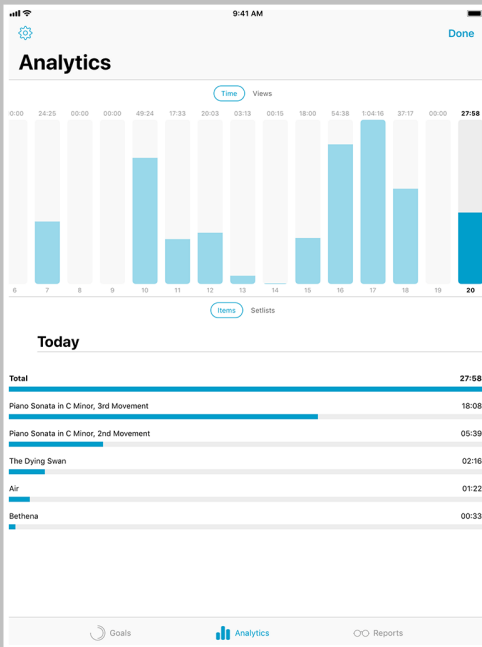 9:41 AM
Done
Analytics
Time Views
0:00 24:25 00:00 00:00 49:24 17:33 20:03 03:13 00:15 18:00 54:38 1:04:16 37:17 00:00 27:58
6 7 8 9 10 11 12 13 14 15 16 17 18 19 20
Items Setlists
Today
Total 27:58
Piano Sonata in C Minor, 3rd Movement 18:08
Piano Sonata in C Minor, 2nd Movement 05:39
The Dying Swan 02:16
Air 01:22
Bethena 00:33
Goals Analytics Reports